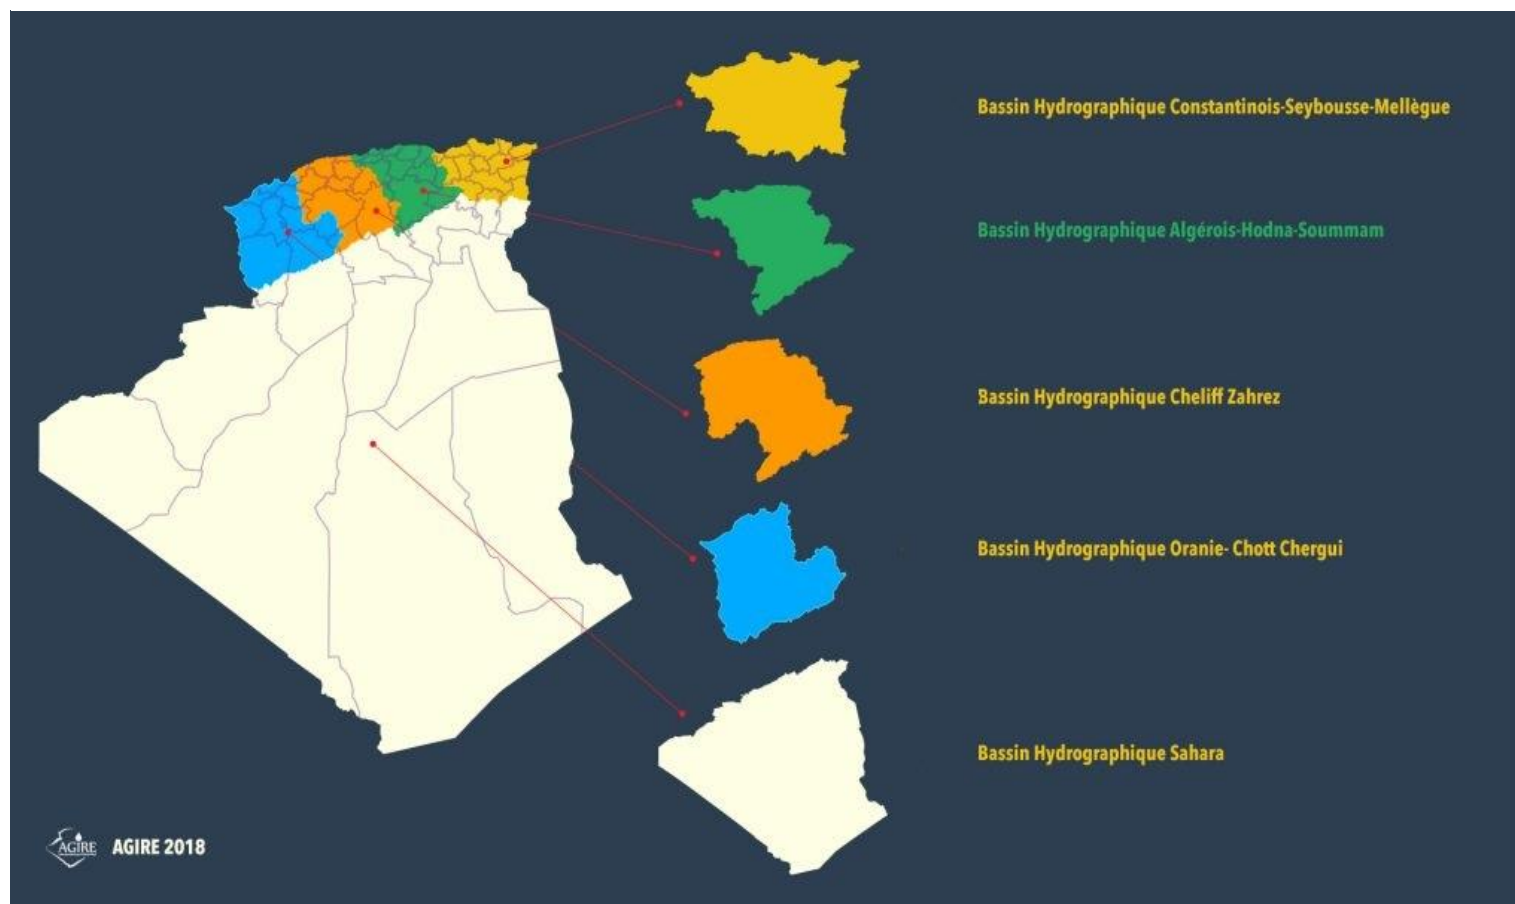 Bassin Hydrographique Constantinois-Seybousse-Mellègue
Bassin Hydrographique Algérois-Hodna-Soummam
Bassin Hydrographique Cheliff Zahrez
Bassin Hydrographique Oranie- Chott Chergui
Bassin Hydrographique Sahara
AGIRE AGIRE 2018